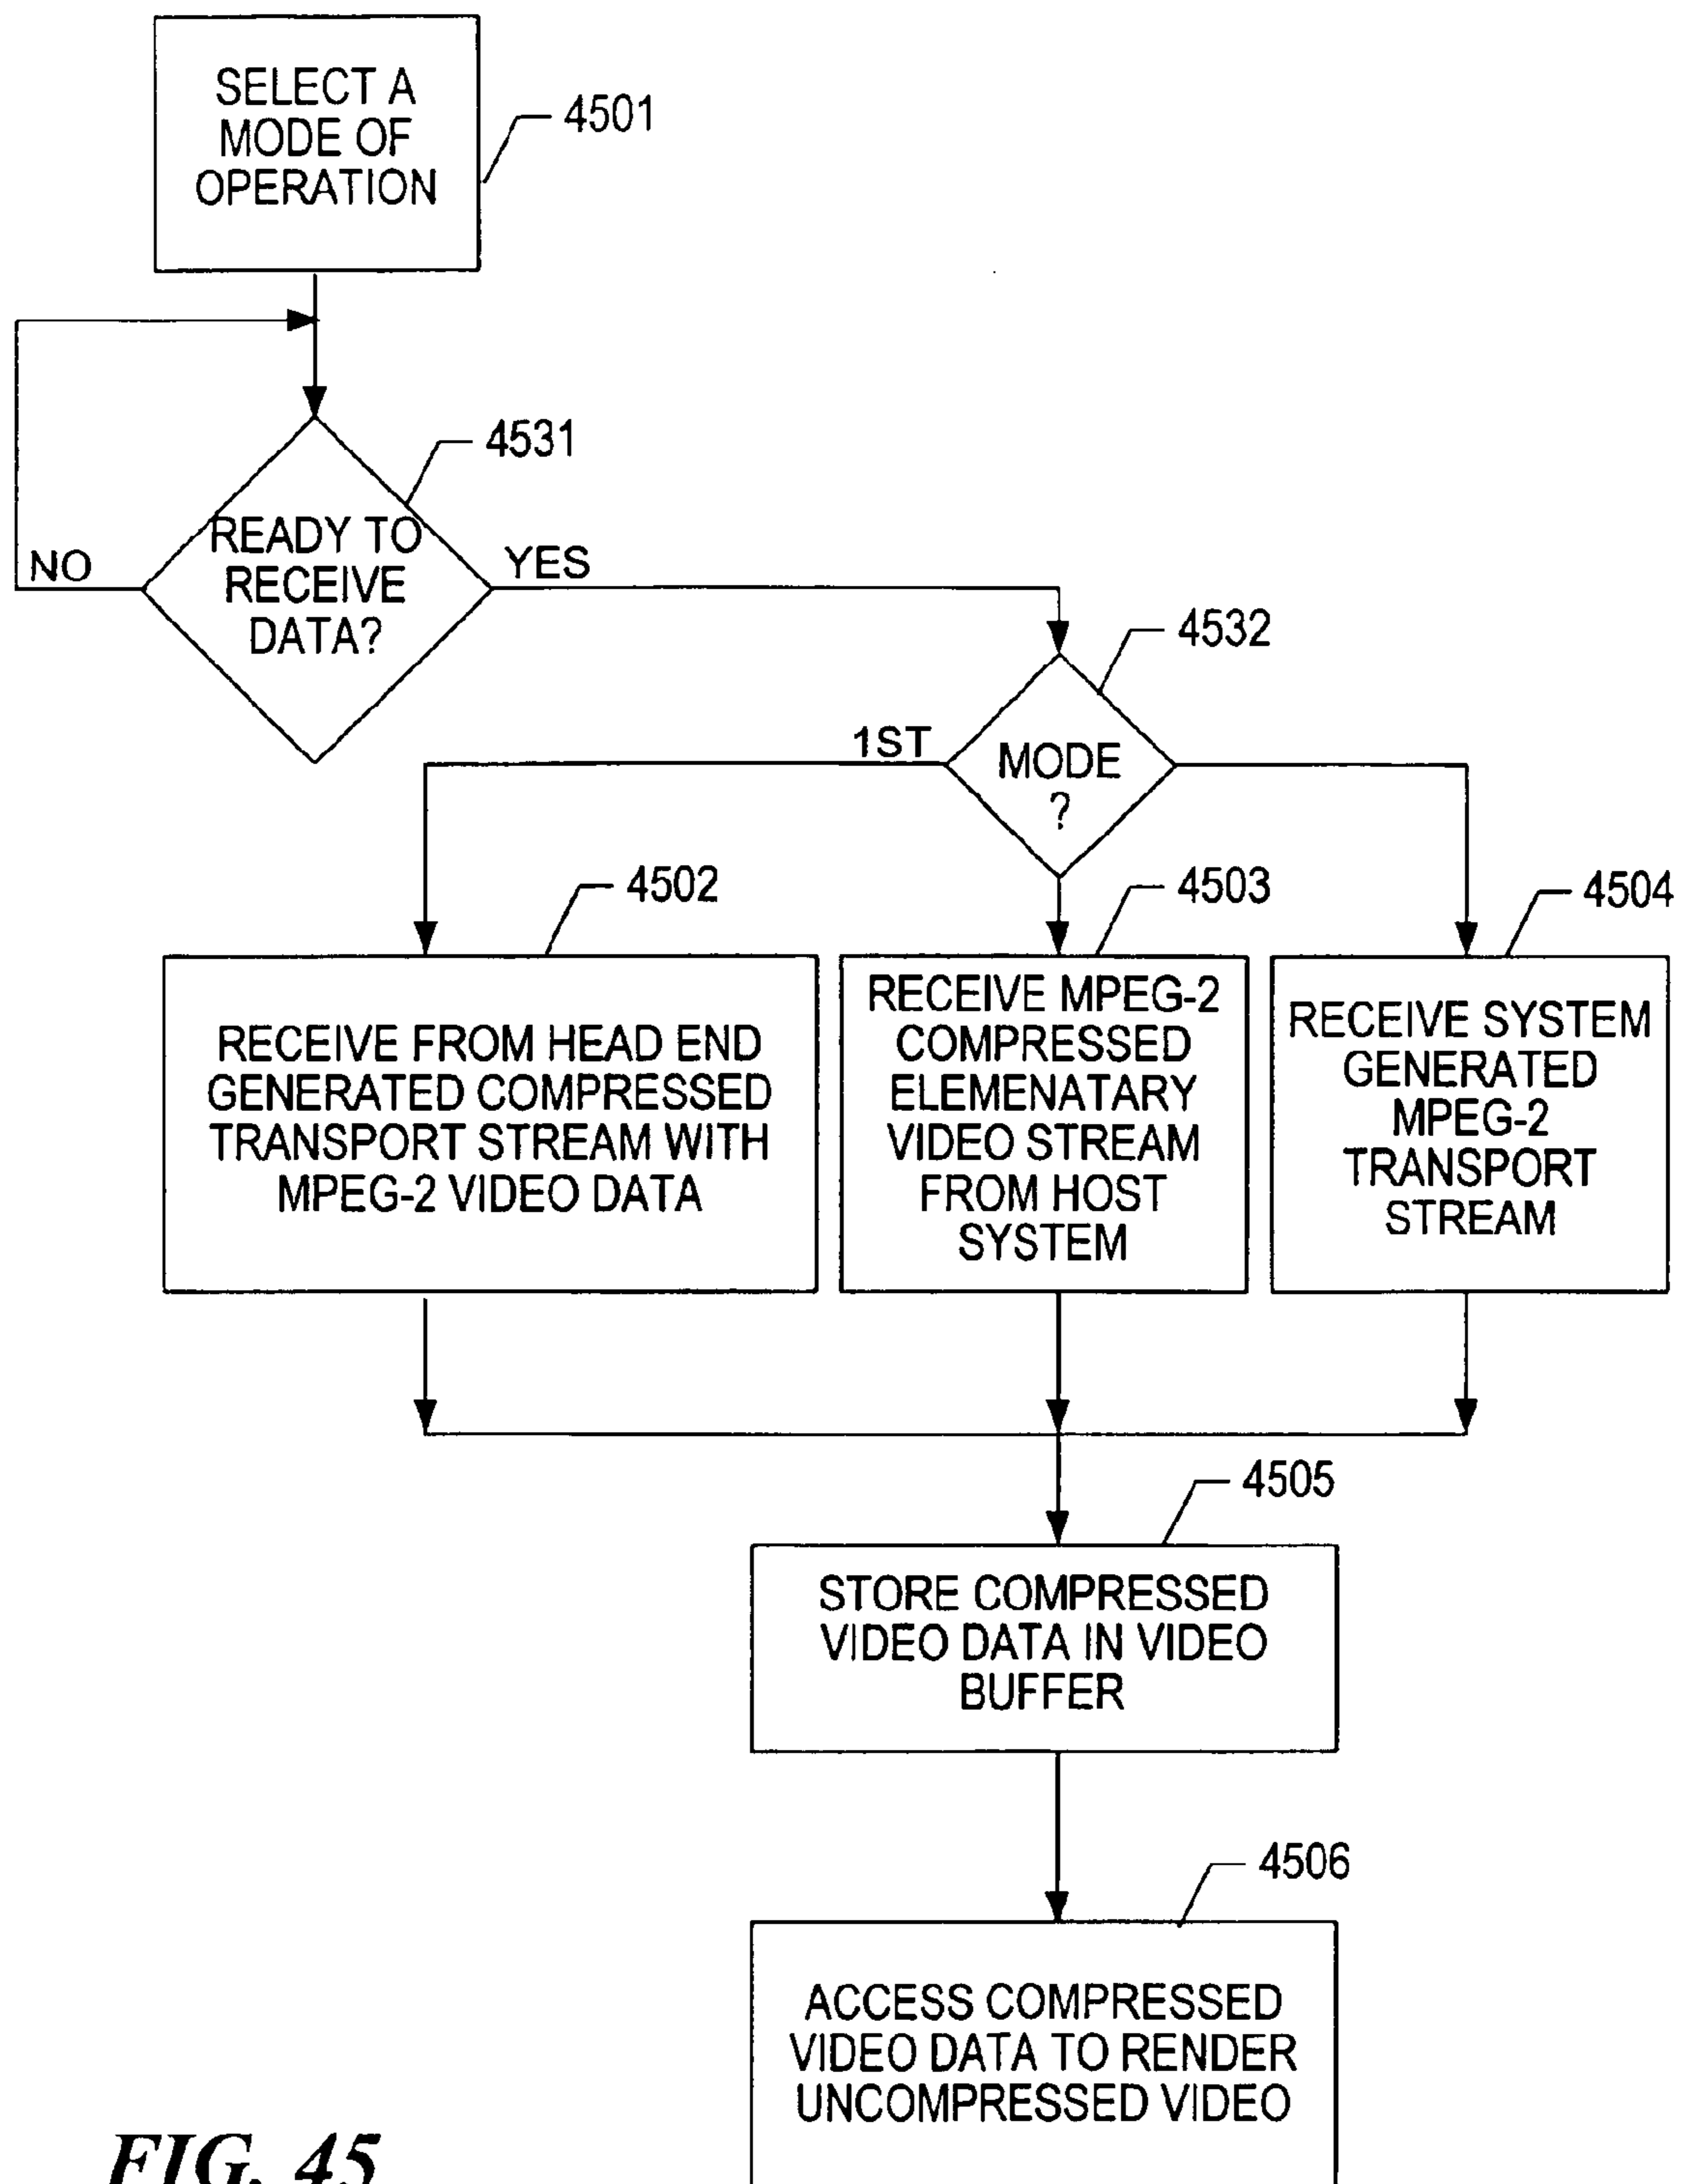 SELECT A
MODE OF
OPERATION
4501
4531
READY TO
RECEIVE
DATA?
NO
YES
4532
1ST
MODE
?
4502
4503
4504
RECEIVE FROM HEAD END
GENERATED COMPRESSED
TRANSPORT STREAM WITH
MPEG-2 VIDEO DATA
RECEIVE MPEG-2
COMPRESSED
ELEMENATARY
VIDEO STREAM
FROM HOST
SYSTEM
RECEIVE SYSTEM
GENERATED
MPEG-2
TRANSPORT
STREAM
4505
STORE COMPRESSED
VIDEO DATA IN VIDEO
BUFFER
4506
ACCESS COMPRESSED
VIDEO DATA TO RENDER
UNCOMPRESSED VIDEO
FIG. 45